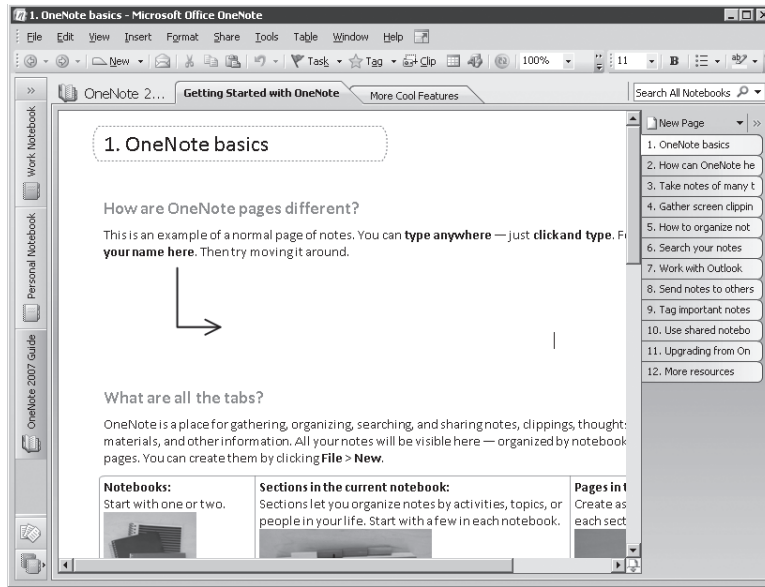 1. OneNote basics - Microsoft Office OneNote
File Edit View Insert Format Share Tools Table Window Help
New Task Tag Clip 100% 11 B ab
OneNote 2... Getting Started with OneNote More Cool Features Search All Notebooks
Work Notebook
Personal Notebook
OneNote 2007 Guide
1. OneNote basics
How are OneNote pages different?
This is an example of a normal page of notes. You can type anywhere — just click and type. F
your name here. Then try moving it around.
What are all the tabs?
OneNote is a place for gathering, organizing, searching, and sharing notes, clippings, thought
materials, and other information. All your notes will be visible here — organized by notebook
pages. You can create them by clicking File > New.
Notebooks:
Start with one or two.
Sections in the current notebook:
Sections let you organize notes by activities, topics, or
people in your life. Start with a few in each notebook.
Pages in t
Create as
each sect
New Page
1. OneNote basics
2. How can OneNote he
3. Take notes of many t
4. Gather screen clippin
5. How to organize not
6. Search your notes
7. Work with Outlook
8. Send notes to others
9. Tag important notes
10. Use shared notebo
11. Upgrading from On
12. More resources